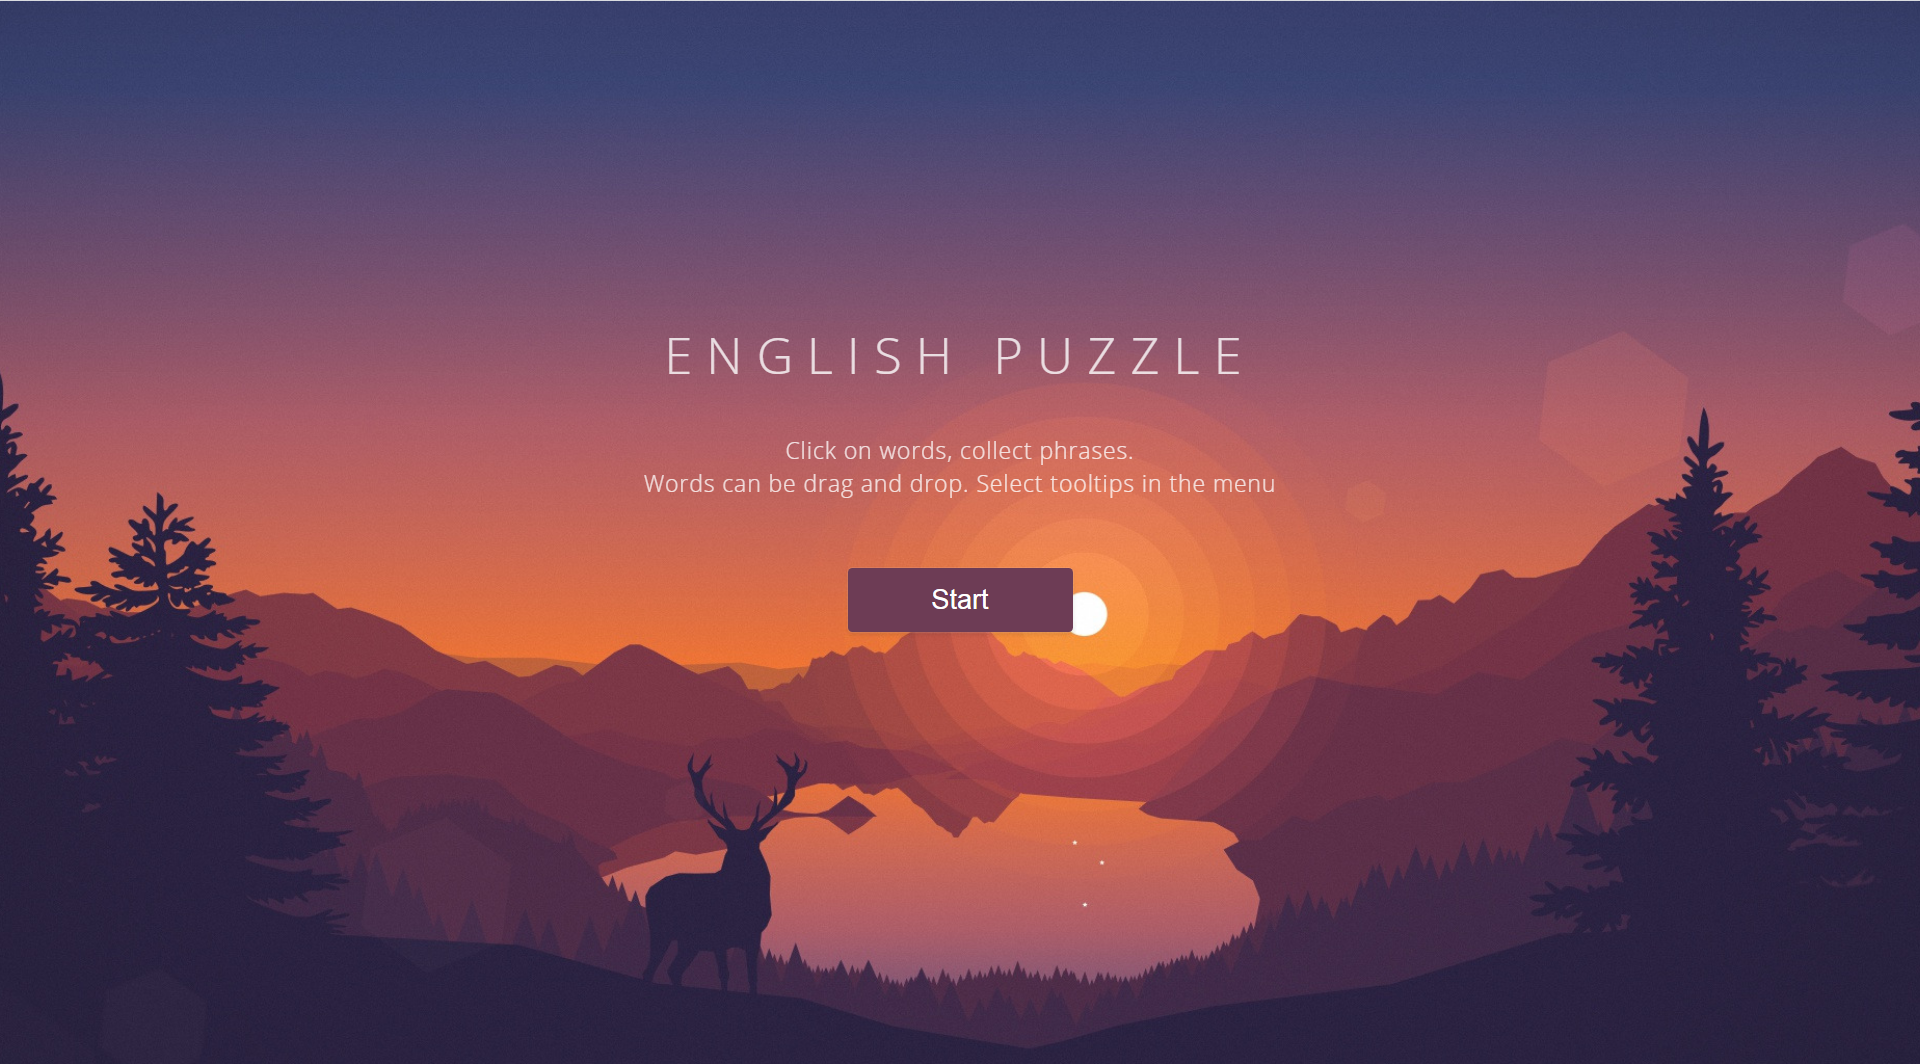 ENGLISH PUZZLE
Click on words, collect phrases.
Words can be drag and drop. Select tooltips in the menu
Start